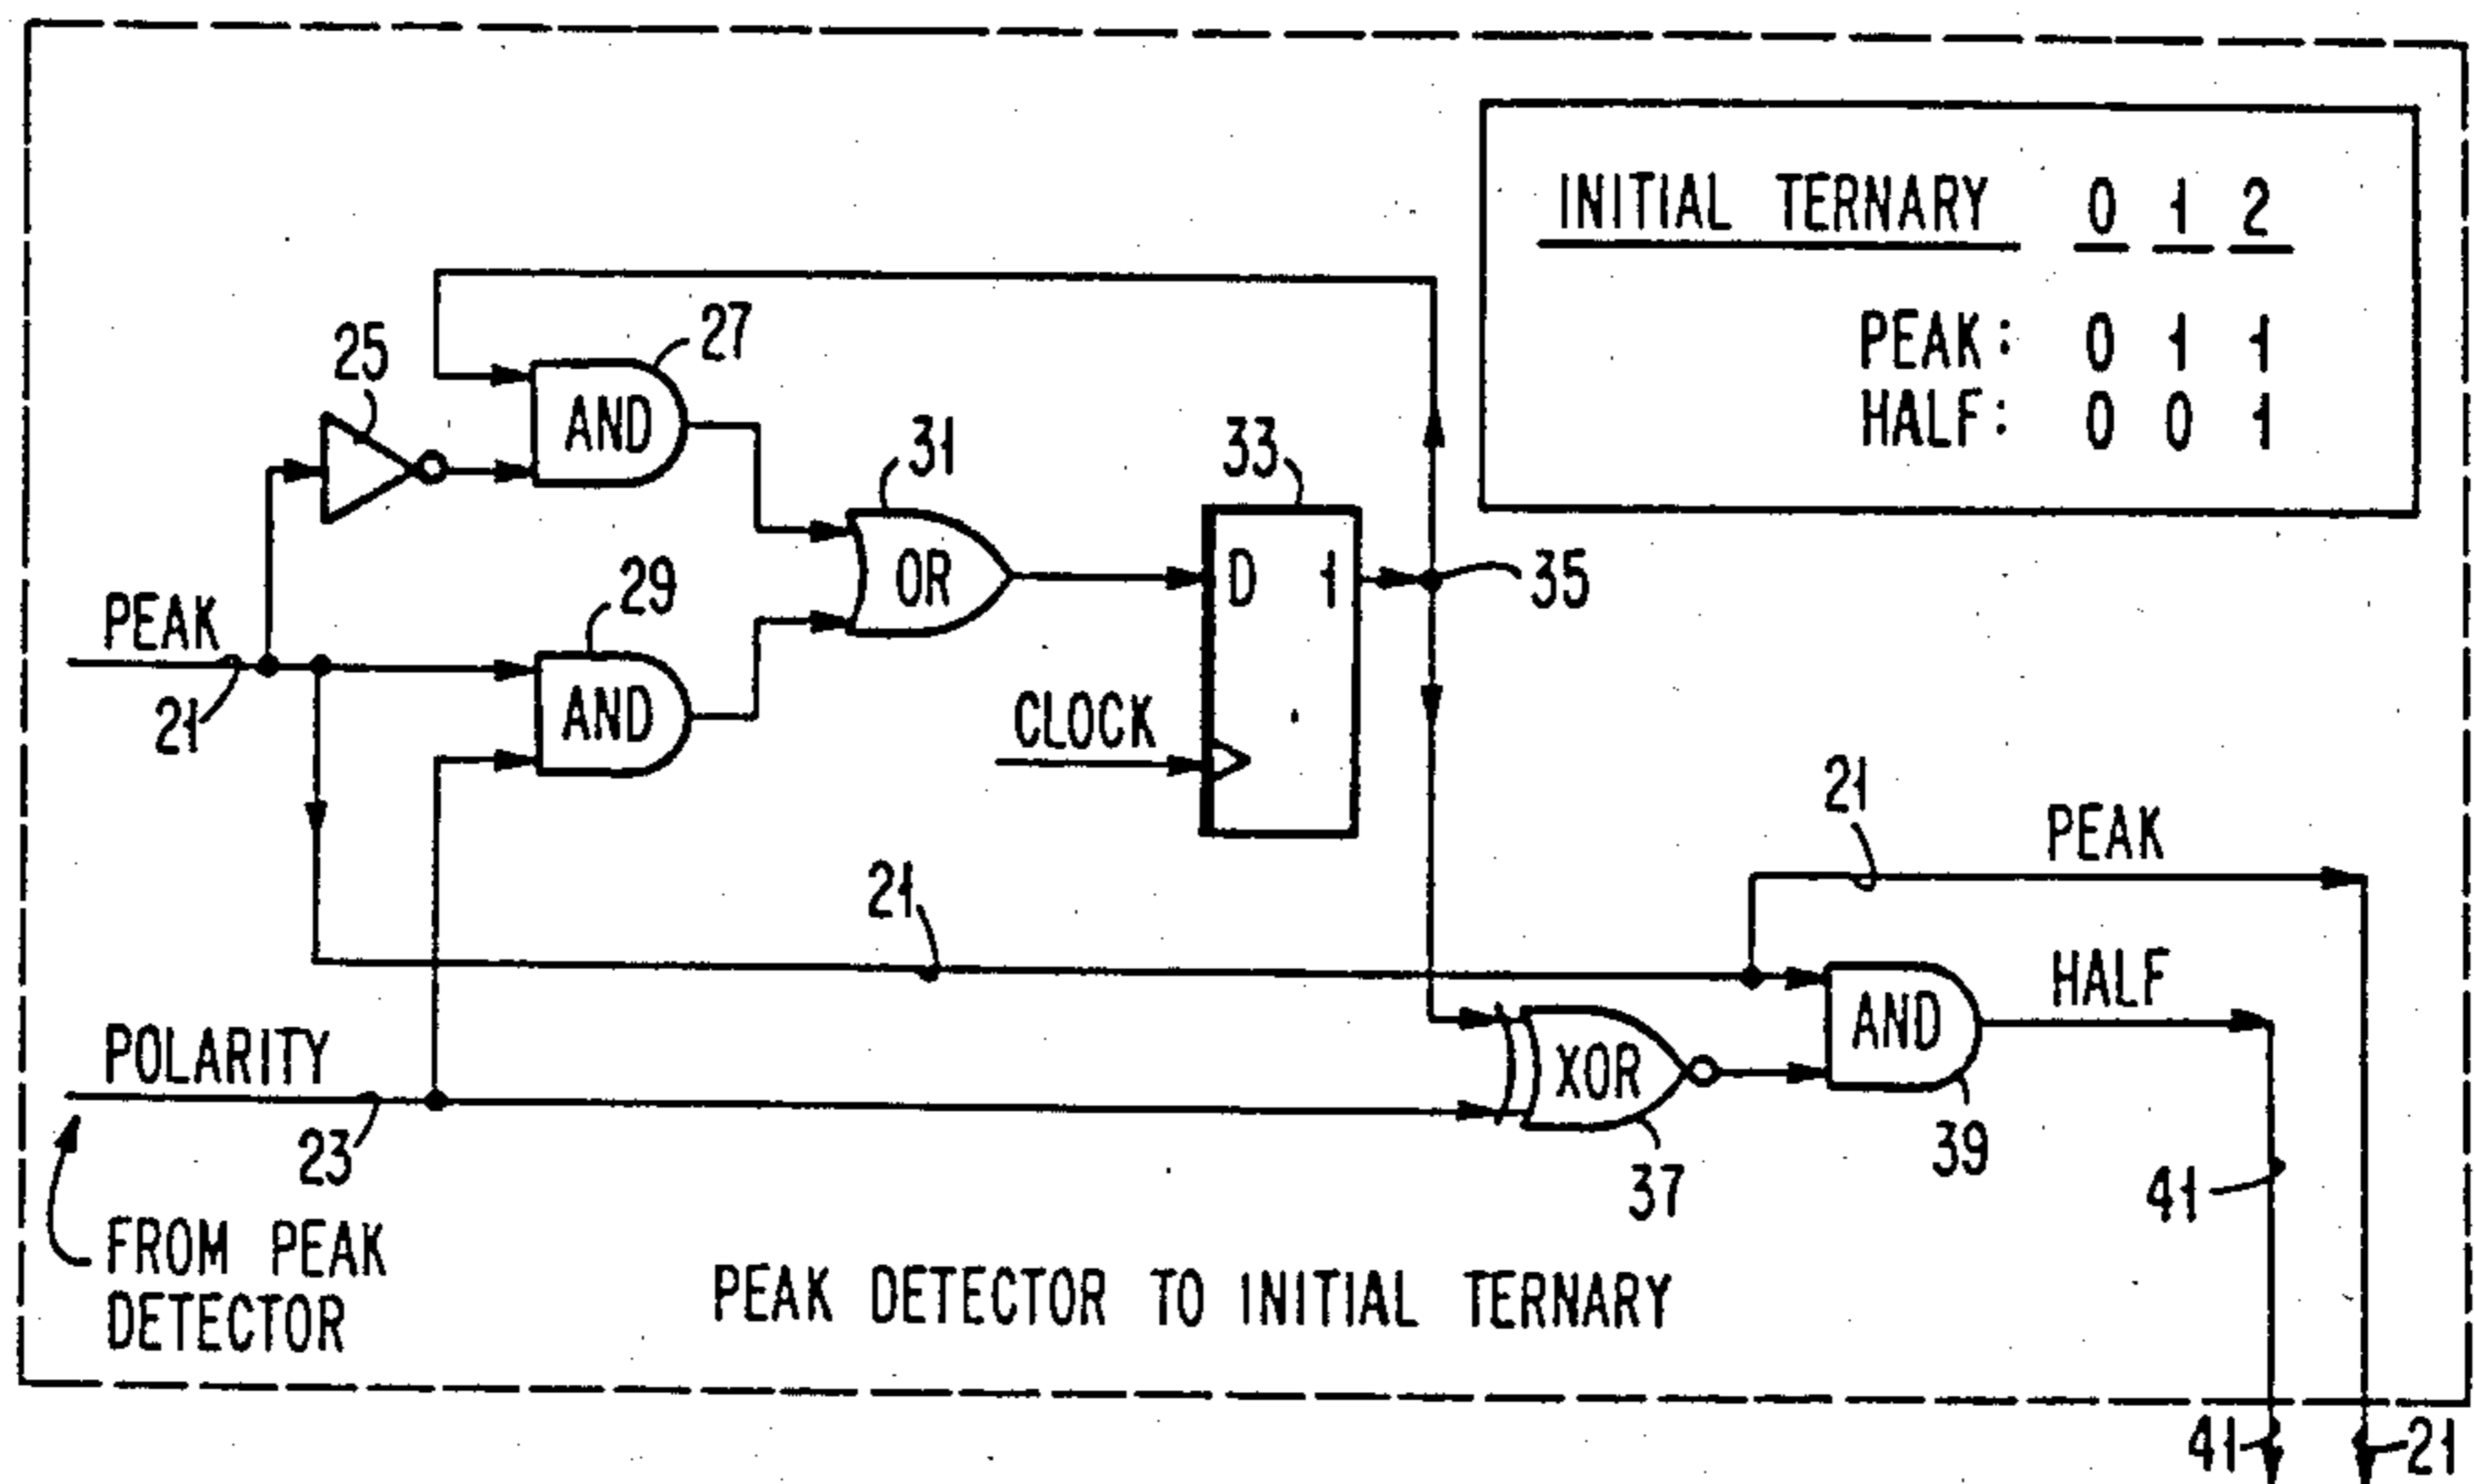 INITIAL TERNARY 0 1 2
PEAK: 0 1 1
HALF: 0 0 1
25
27
AND
31
OR
33
D 1
35
CLOCK
PEAK
21
29
AND
21
21
PEAK
HALF
AND
39
XOR
37
41
POLARITY
23
FROM PEAK
DETECTOR
PEAK DETECTOR TO INITIAL TERNARY
41
21